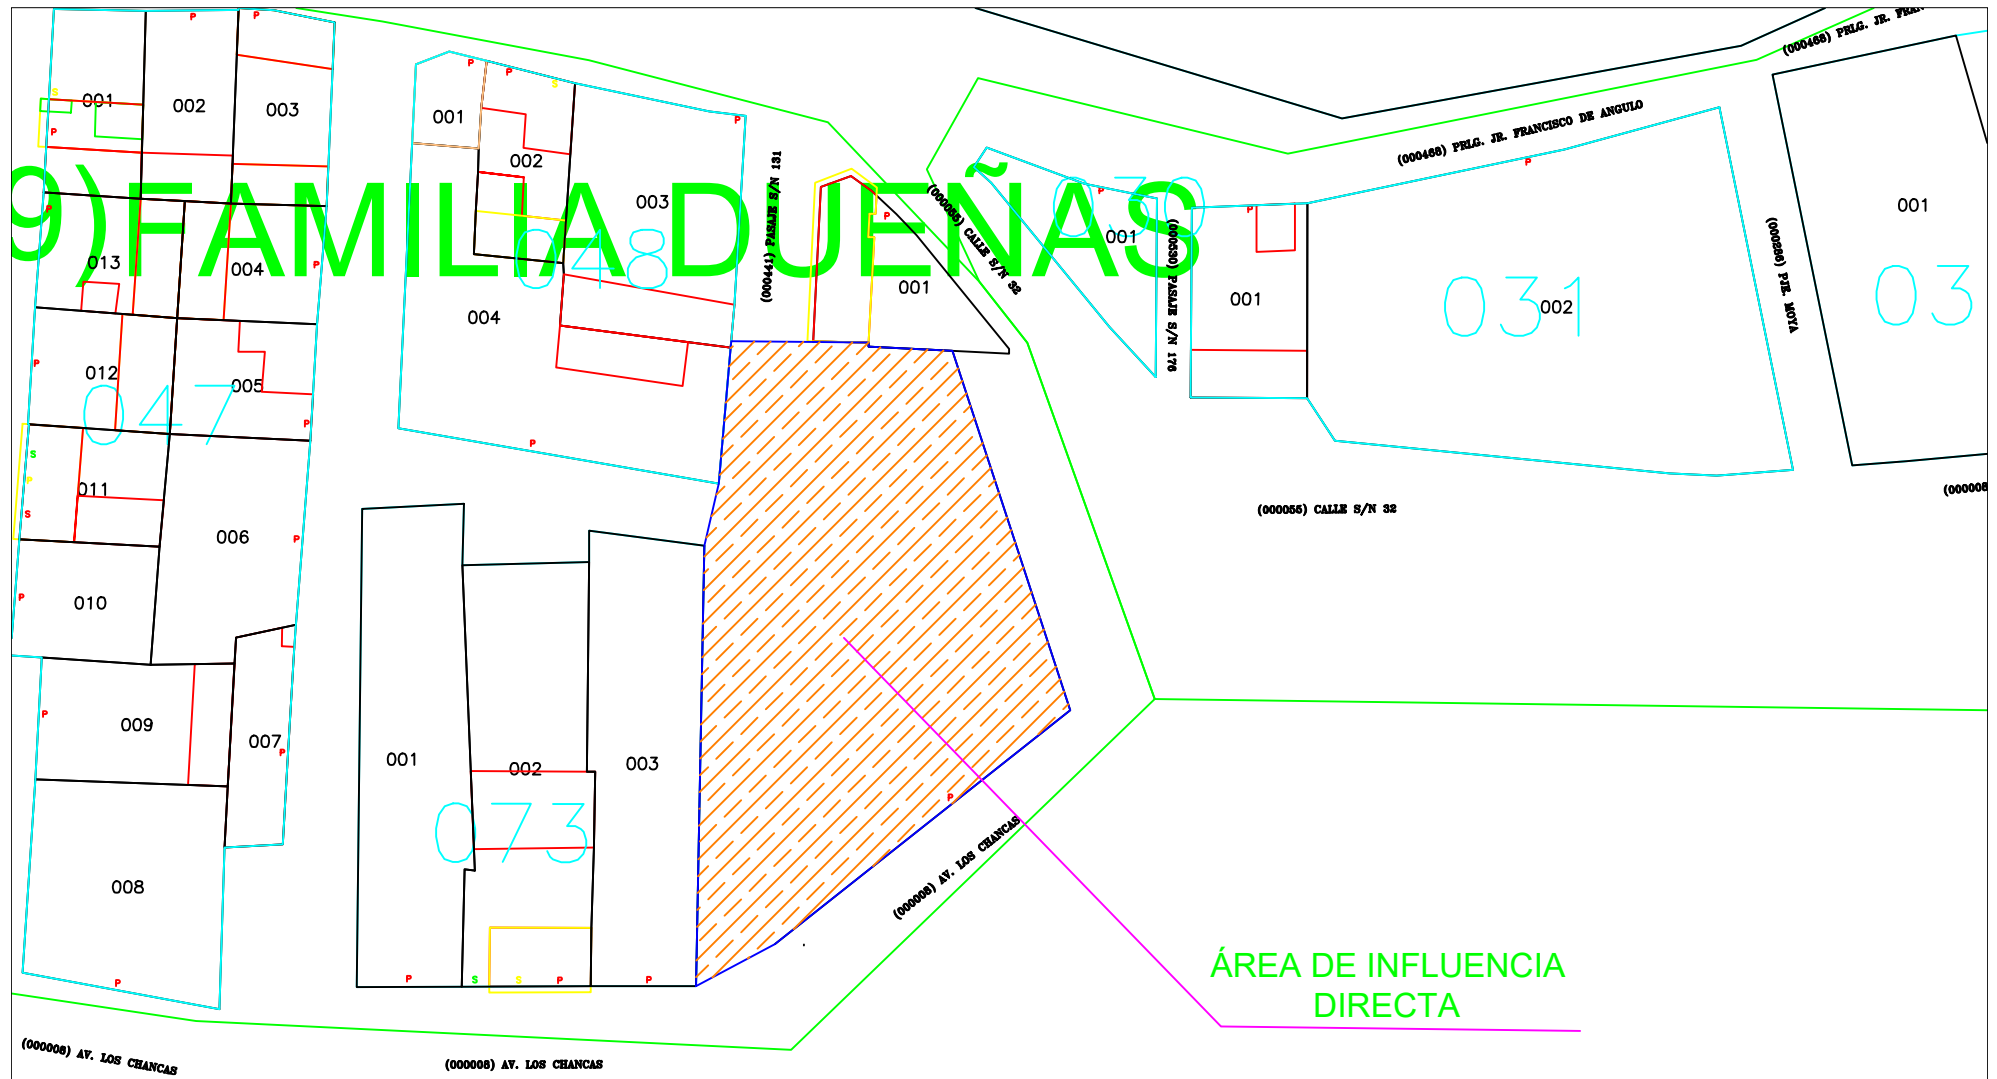 9)FAMILIA DUEÑAS
(000468) PRLG. JR. FRAN
(000468) PRLG. JR. FRANCISCO DE ANGULO
(000441) PASAJE S/N 131
(000055) CALLE S/N 32
(000530) PASAJE S/N 176
(000286) PJE. MOYA
(000055) CALLE S/N 32
(000008
(000008) AV. LOS CHANCAS
(000008) AV. LOS CHANCAS
(000008) AV. LOS CHANCAS
ÁREA DE INFLUENCIA
DIRECTA
047
001
002
003
004
005
006
007
008
009
010
011
012
013
048
001
002
003
004
001
073
001
002
003
030
001
031
001
002
03
001
P
P
S
P
P
P
P
P
S
P
S
P
P
P
P
P
P
P
P
P
S
P
P
P
P
S
S
P
P
P
P
P
P